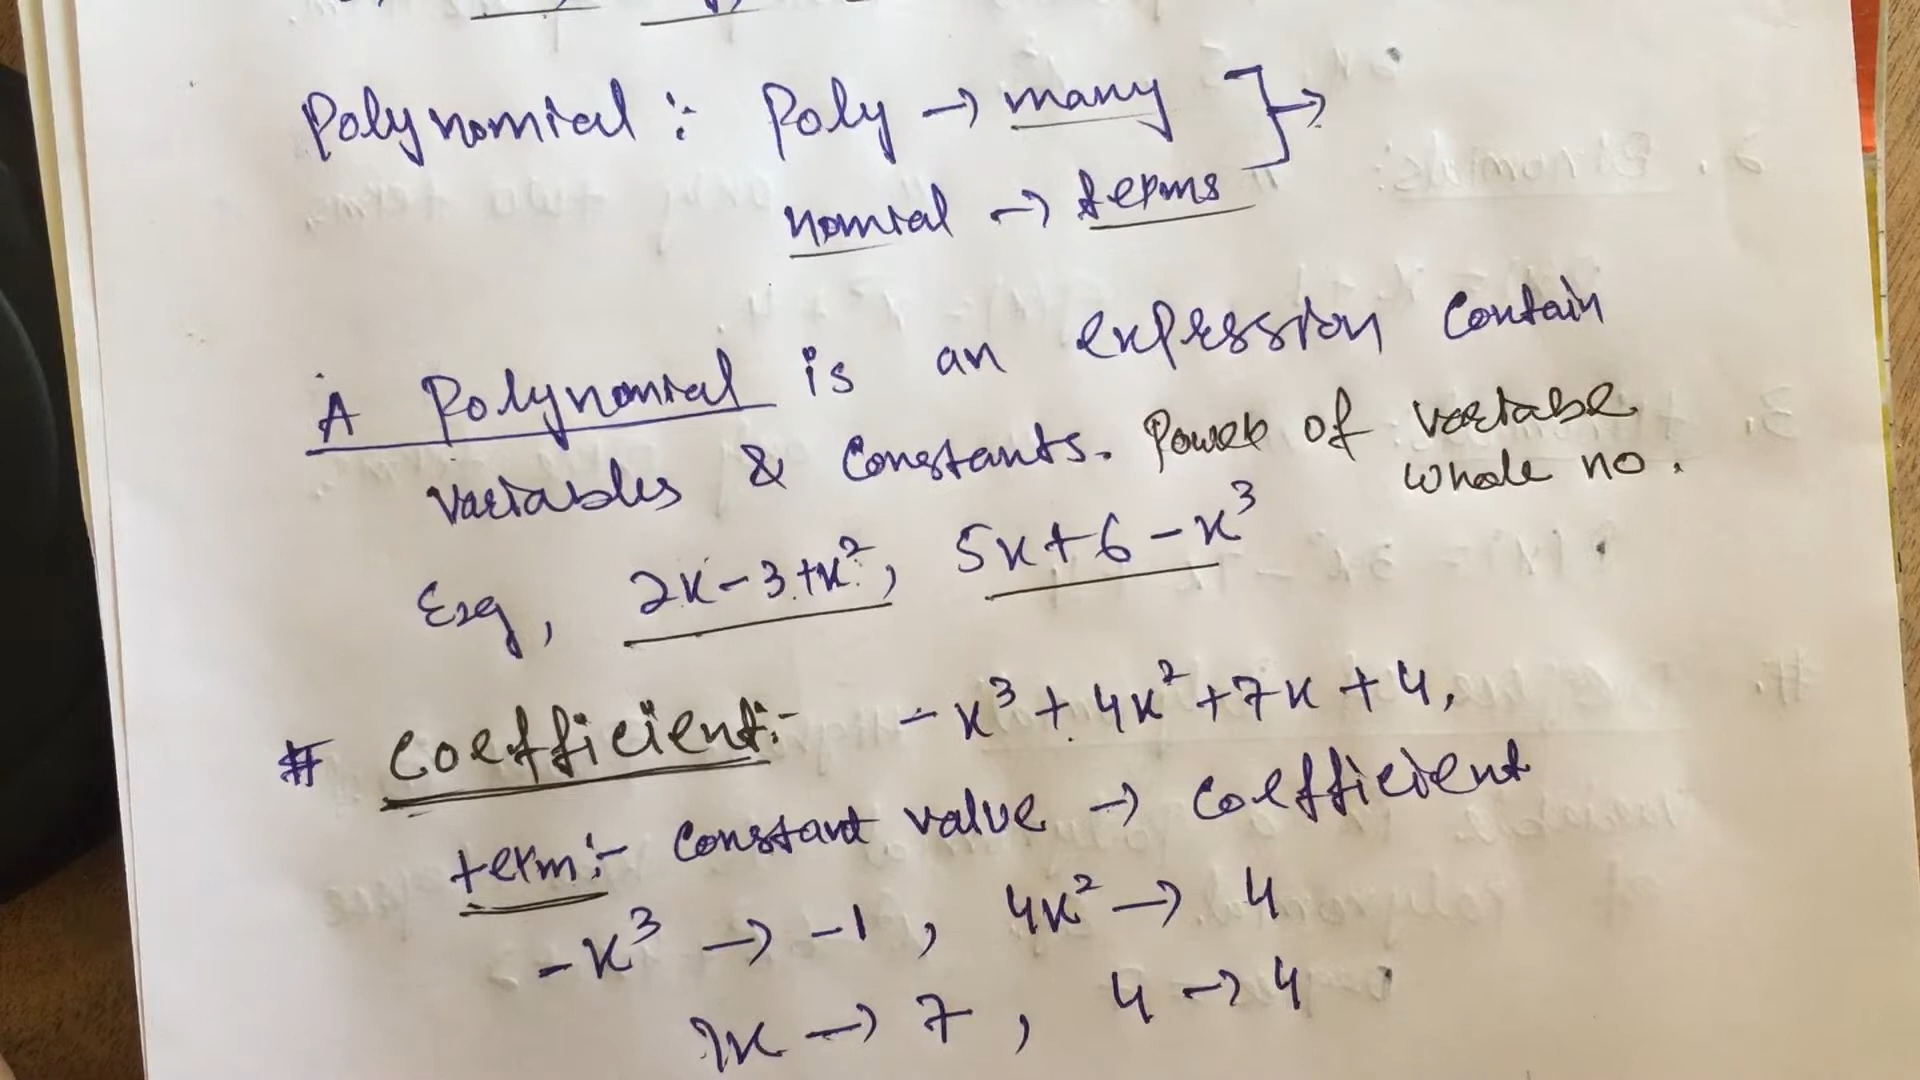 Polynomial :- Poly → many
nomial → terms
A Polynomial is an expression contain
variables & constants. Power of variable
whole no.
Eg, 2x-3+x², 5x+6-x³
# Coefficient:- -x³+4x²+7x+4,
term:- constant value → coefficient
-x³ → -1, 4x² → 4
7x → 7, 4 → 4